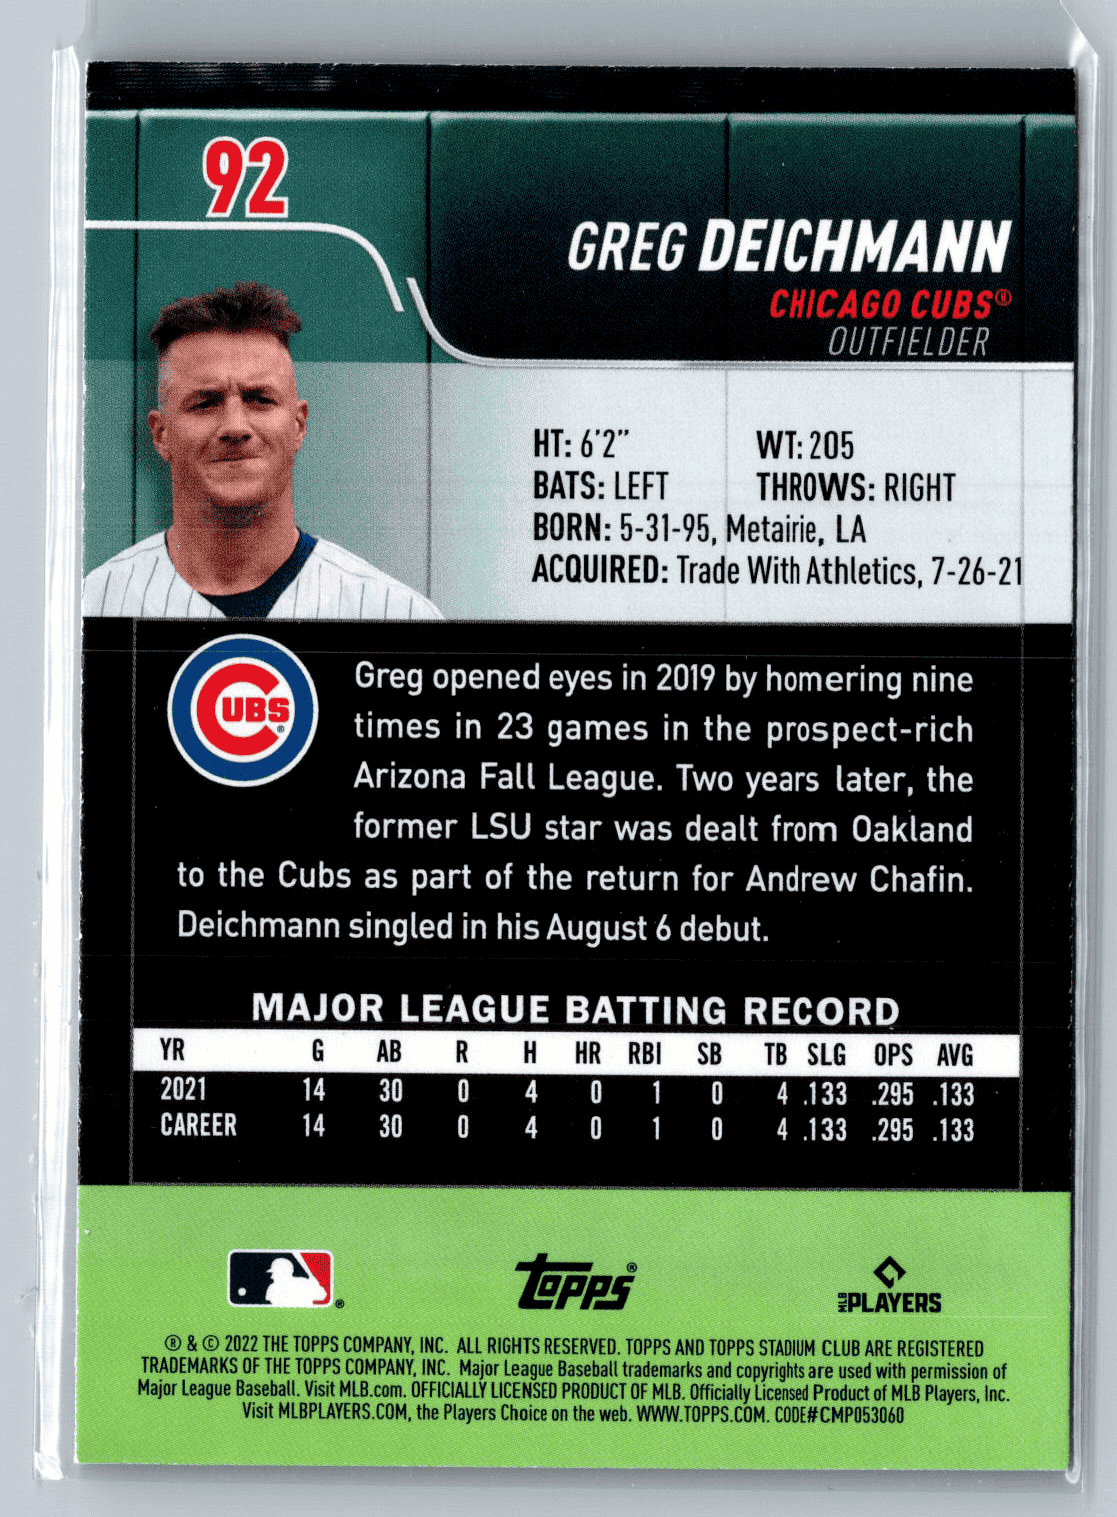 92
GREG DEICHMANN
CHICAGO CUBS®
OUTFIELDER
HT: 6'2" WT: 205
BATS: LEFT THROWS: RIGHT
BORN: 5-31-95, Metairie, LA
ACQUIRED: Trade With Athletics, 7-26-21
CUBS®
Greg opened eyes in 2019 by homering nine
times in 23 games in the prospect-rich
Arizona Fall League. Two years later, the
former LSU star was dealt from Oakland
to the Cubs as part of the return for Andrew Chafin.
Deichmann singled in his August 6 debut.
MAJOR LEAGUE BATTING RECORD
YR G AB R H HR RBI SB TB SLG OPS AVG
2021 14 30 0 4 0 1 0 4 .133 .295 .133
CAREER 14 30 0 4 0 1 0 4 .133 .295 .133
® Topps® MLB PLAYERS
® & © 2022 THE TOPPS COMPANY, INC. ALL RIGHTS RESERVED. TOPPS AND TOPPS STADIUM CLUB ARE REGISTERED
TRADEMARKS OF THE TOPPS COMPANY, INC. Major League Baseball trademarks and copyrights are used with permission of
Major League Baseball. Visit MLB.com. OFFICIALLY LICENSED PRODUCT OF MLB. Officially Licensed Product of MLB Players, Inc.
Visit MLBPLAYERS.COM, the Players Choice on the web. WWW.TOPPS.COM. CODE#CMP053060